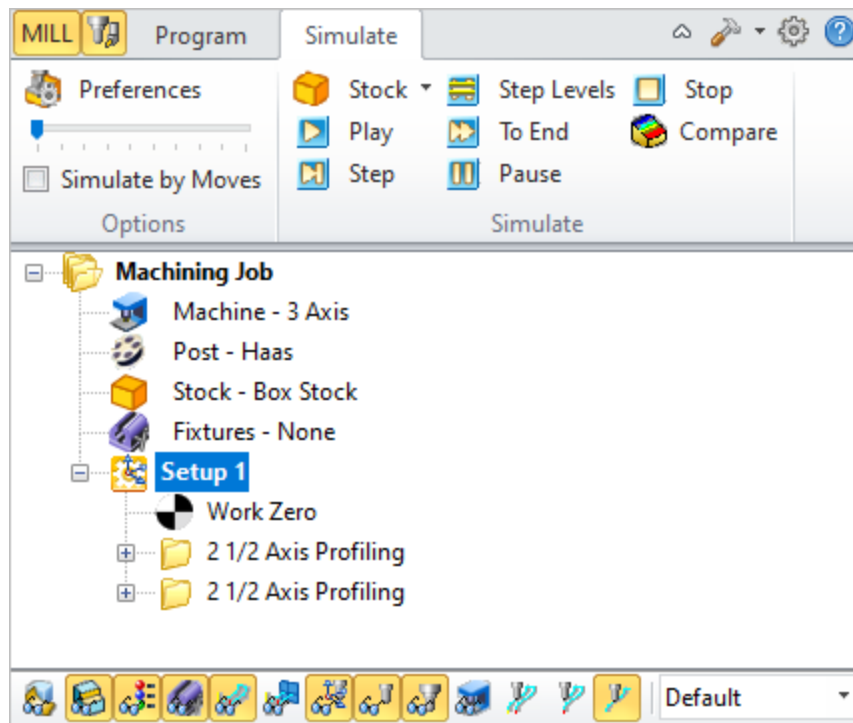 MILL Program Simulate
Preferences Stock Step Levels Stop
Play To End Compare
Simulate by Moves Step Pause
Options Simulate
Machining Job
Machine - 3 Axis
Post - Haas
Stock - Box Stock
Fixtures - None
Setup 1
Work Zero
2 1/2 Axis Profiling
2 1/2 Axis Profiling
Default